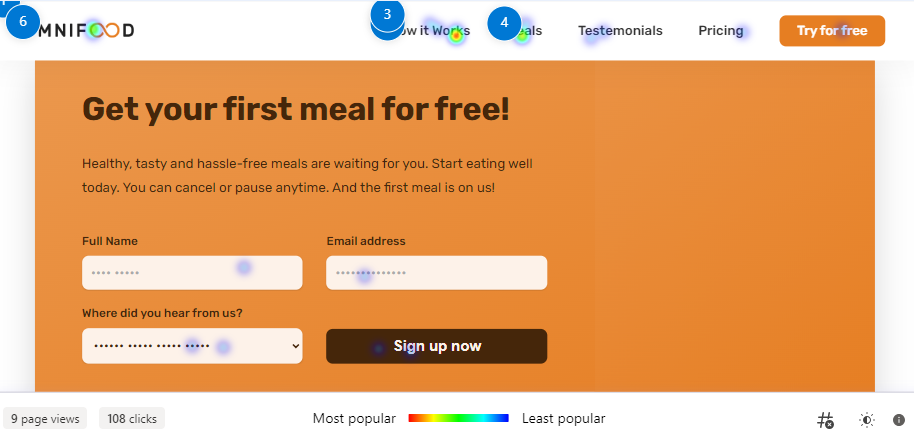 6 MNIFOOD 3 ow it Works 4 eals Testemonials Pricing Try for free
Get your first meal for free!
Healthy, tasty and hassle-free meals are waiting for you. Start eating well
today. You can cancel or pause anytime. And the first meal is on us!
Full Name Email address
•••• ••••• ••••••••••••••
Where did you hear from us?
•••••• ••••• ••••• ••••• Sign up now
9 page views 108 clicks Most popular Least popular